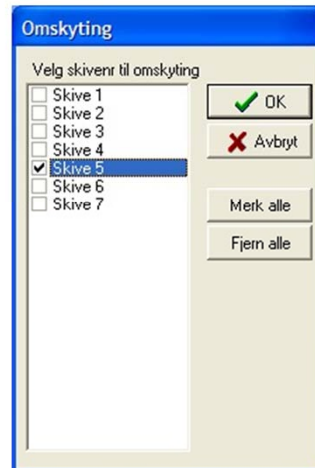 Omskyting
Velg skivenr til omskyting
Skive 1
Skive 2
Skive 3
Skive 4
Skive 5
Skive 6
Skive 7
OK
Avbryt
Merk alle
Fjern alle